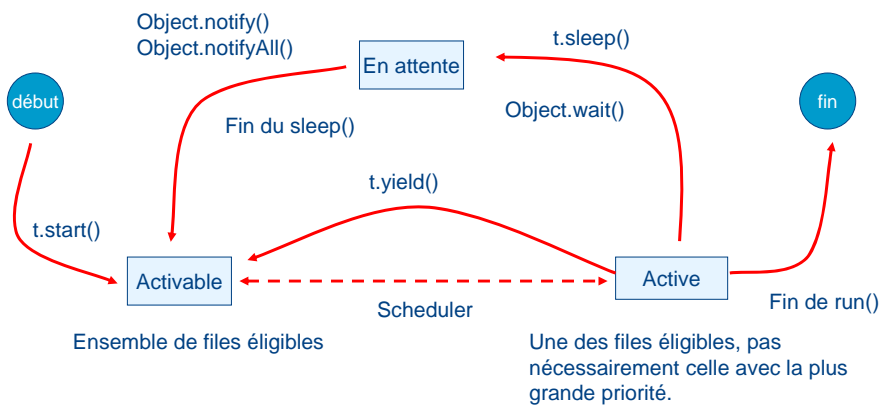 Object.notify()
Object.notifyAll()
t.sleep()
En attente
début
fin
Object.wait()
Fin du sleep()
t.yield()
t.start()
Activable
Active
Scheduler
Fin de run()
Ensemble de files éligibles
Une des files éligibles, pas
nécessairement celle avec la plus
grande priorité.